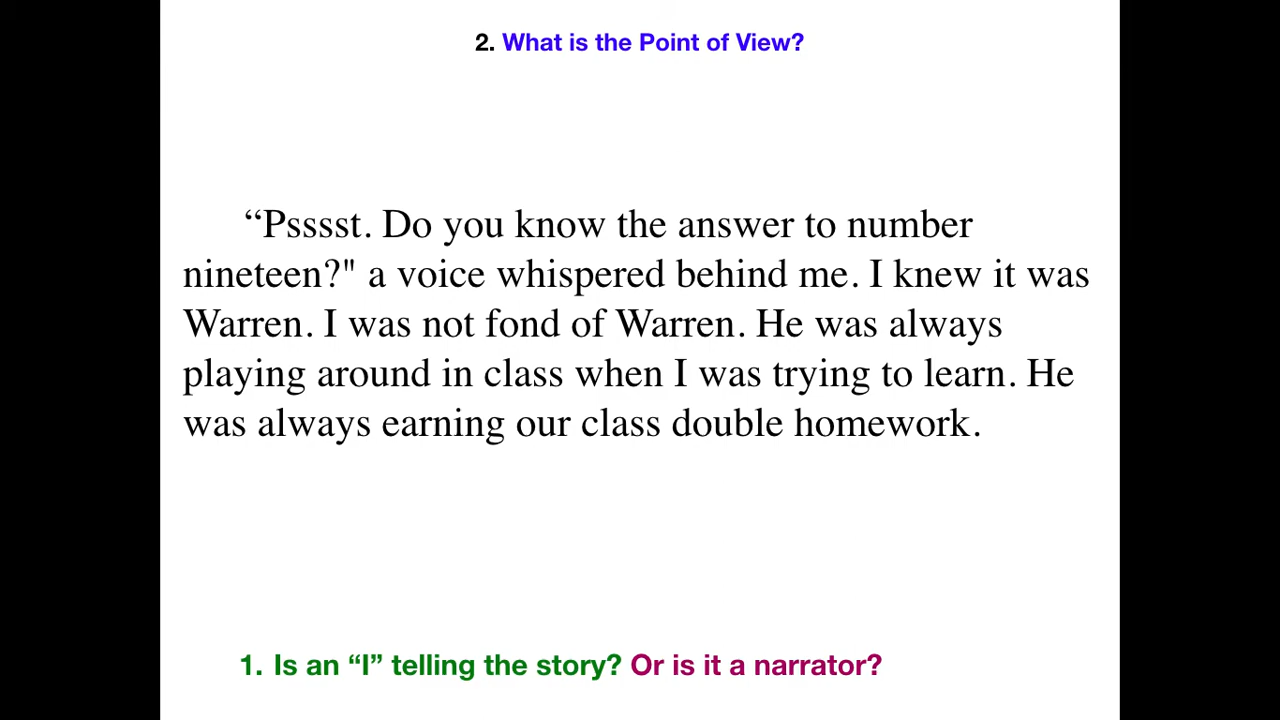 2. What is the Point of View?
“Psssst. Do you know the answer to number
nineteen?" a voice whispered behind me. I knew it was
Warren. I was not fond of Warren. He was always
playing around in class when I was trying to learn. He
was always earning our class double homework.
1. Is an “I” telling the story? Or is it a narrator?